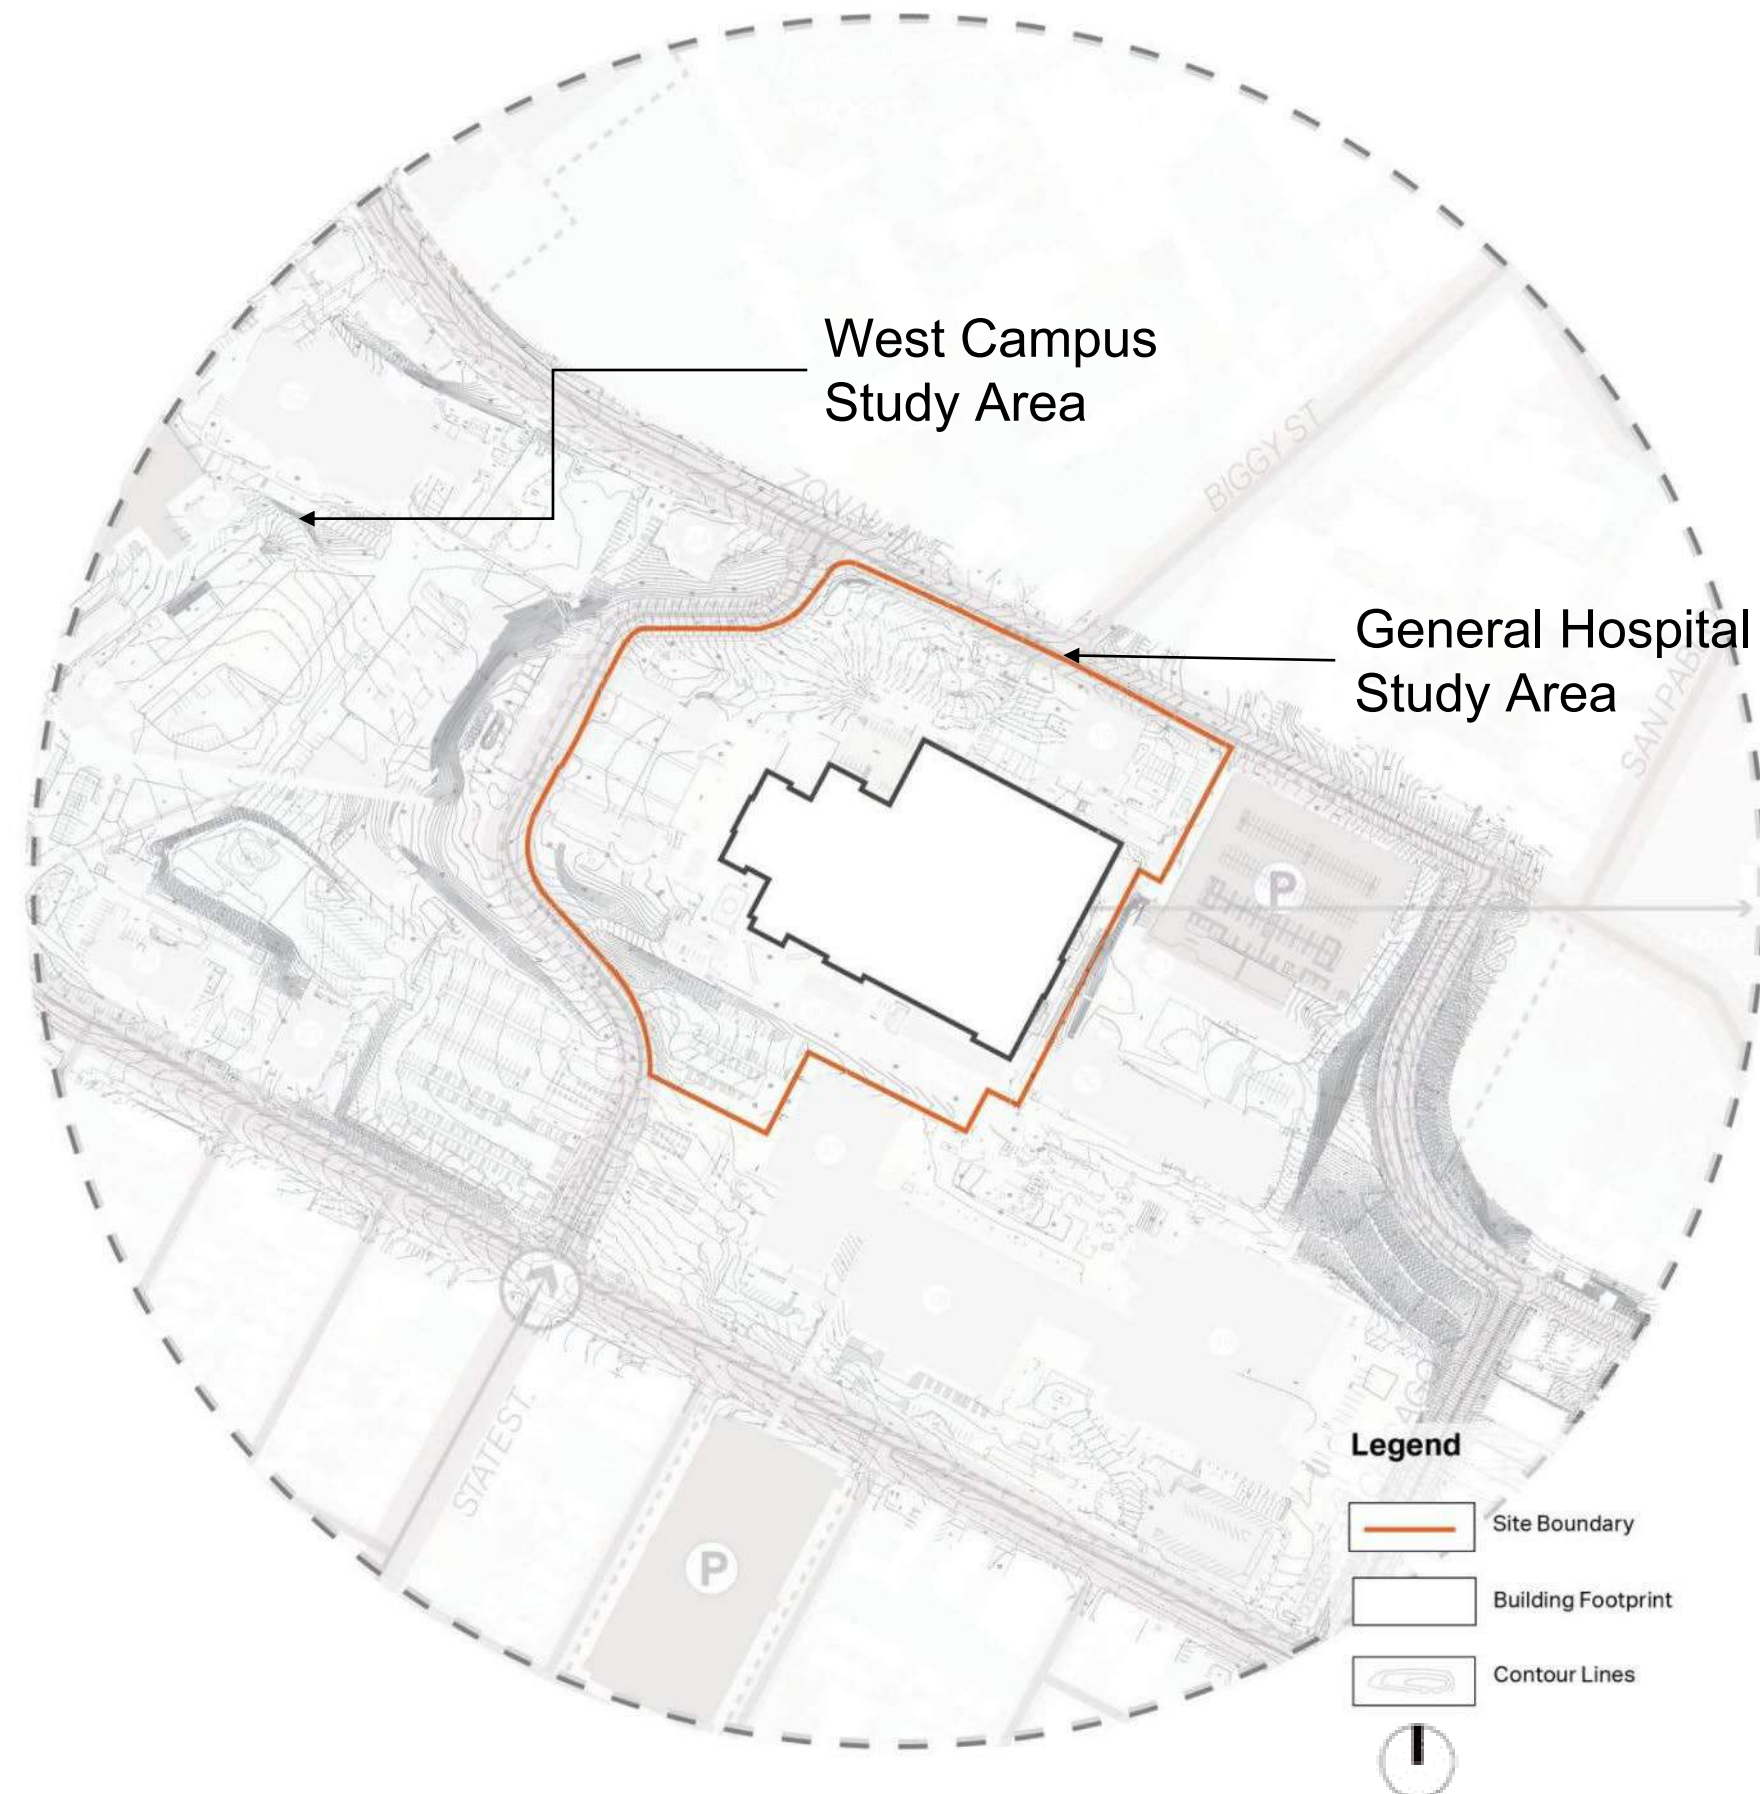 West Campus
Study Area
BIGGY ST
ZONAL AVE
General Hospital
Study Area
SAN PABL
P
STATE ST.
P
Legend
Site Boundary
Building Footprint
Contour Lines